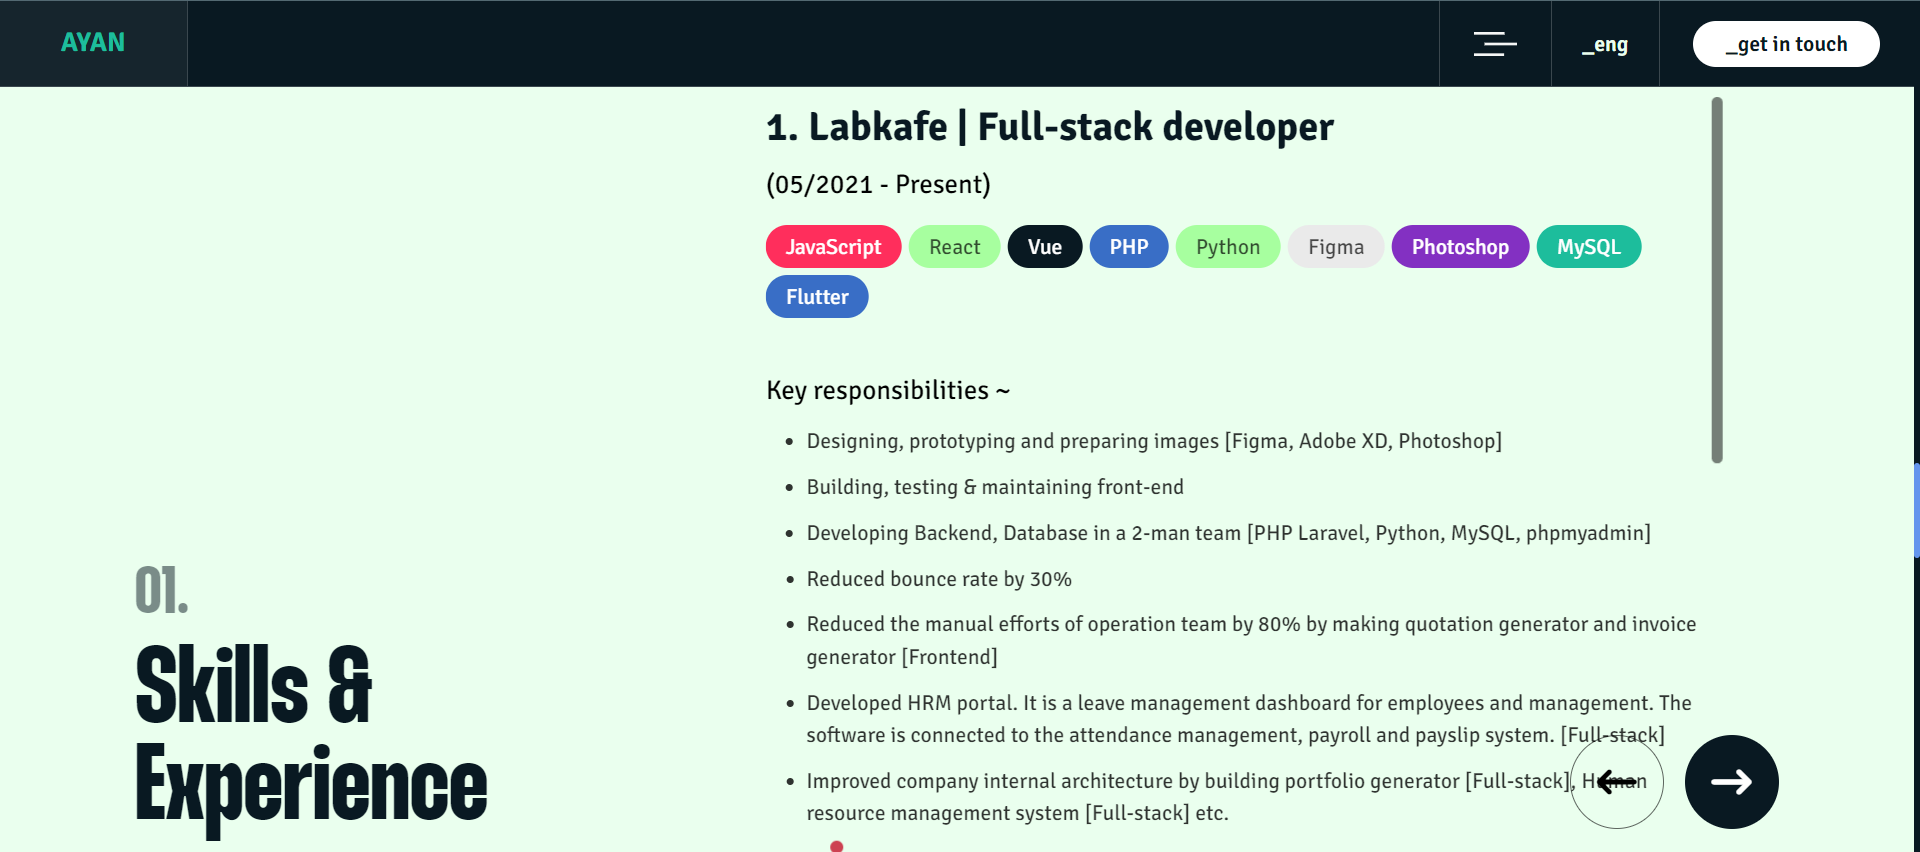 AYAN
_eng
_get in touch
1. Labkafe | Full-stack developer
(05/2021 - Present)
JavaScript React Vue PHP Python Figma Photoshop MySQL
Flutter
Key responsibilities ~
• Designing, prototyping and preparing images [Figma, Adobe XD, Photoshop]
• Building, testing & maintaining front-end
• Developing Backend, Database in a 2-man team [PHP Laravel, Python, MySQL, phpmyadmin]
• Reduced bounce rate by 30%
• Reduced the manual efforts of operation team by 80% by making quotation generator and invoice
generator [Frontend]
• Developed HRM portal. It is a leave management dashboard for employees and management. The
software is connected to the attendance management, payroll and payslip system. [Full-stack]
• Improved company internal architecture by building portfolio generator [Full-stack], Human
resource management system [Full-stack] etc.
01.
Skills &
Experience